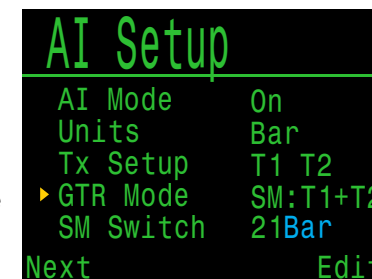 AI Setup
AI Mode On
Units Bar
Tx Setup T1 T2
GTR Mode SM:T1+T2
SM Switch 21Bar
Next Edit